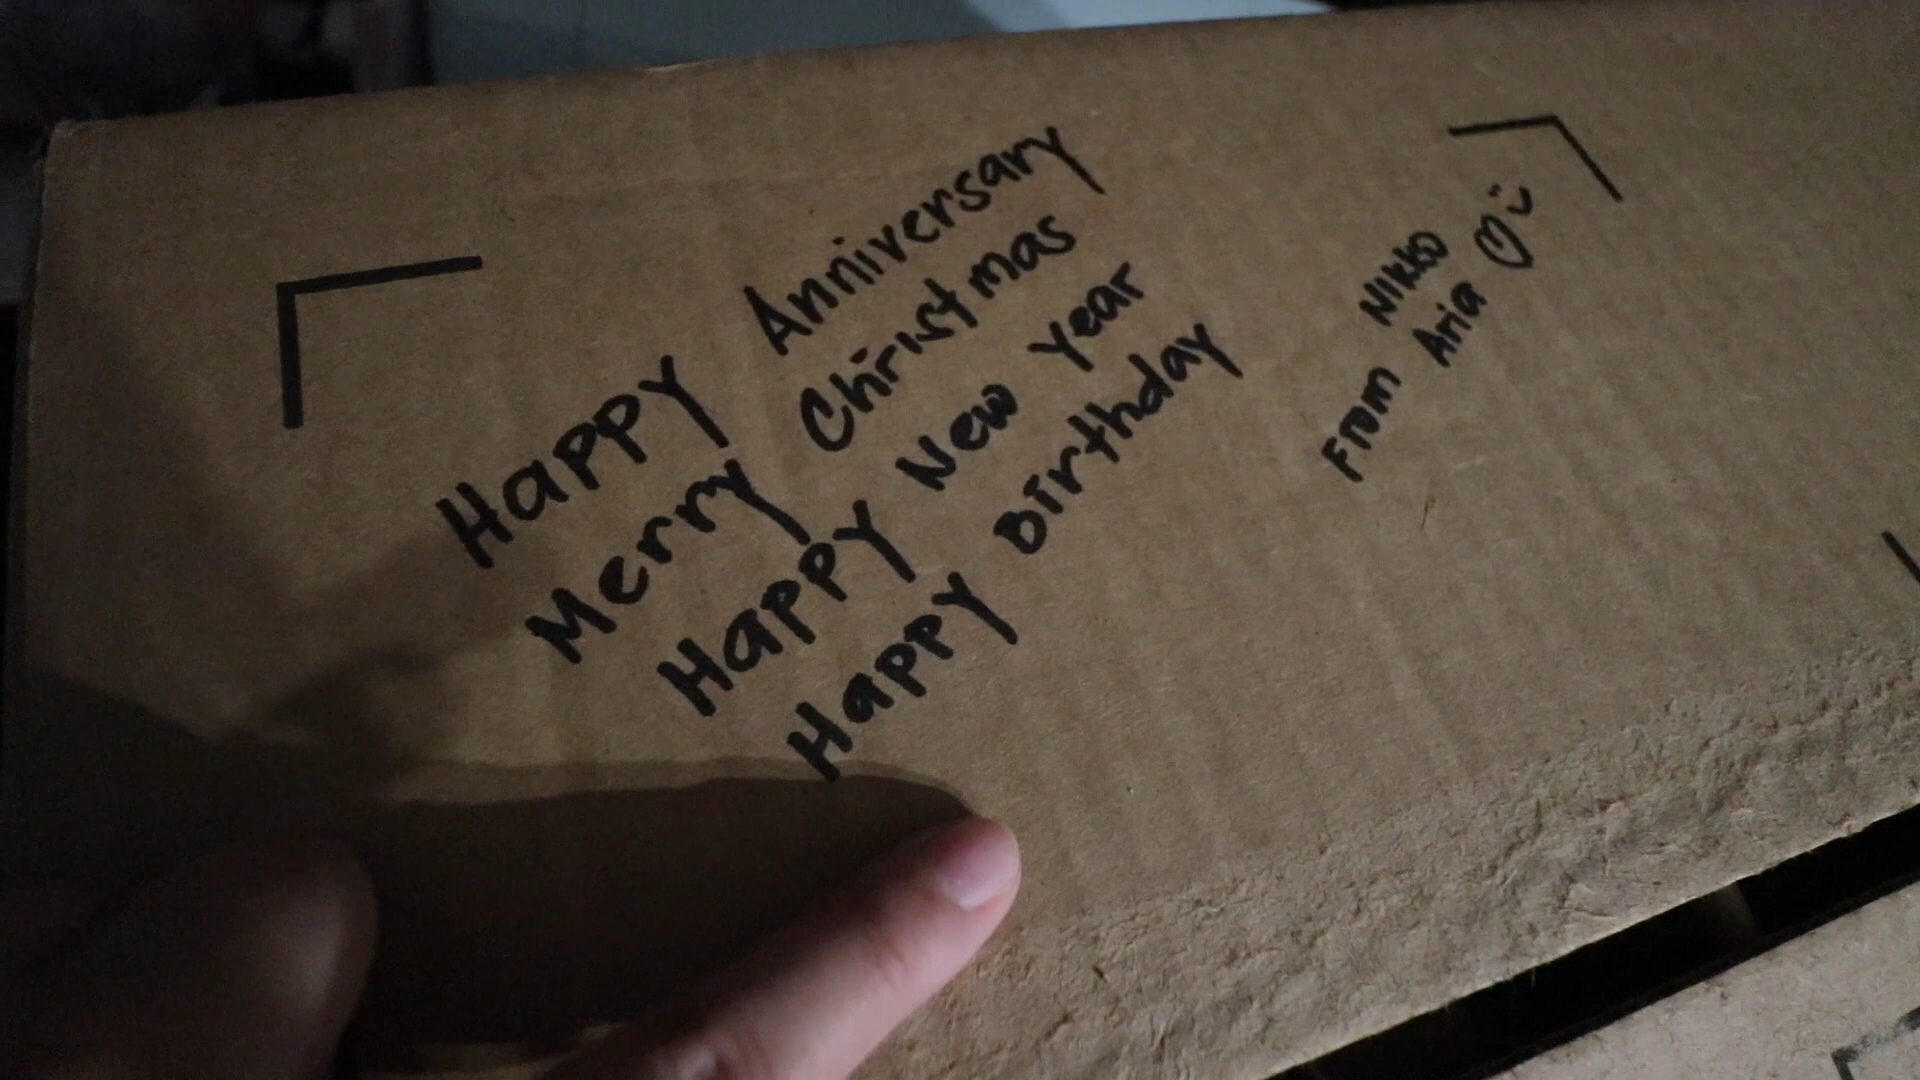 Happy Anniversary
Merry Christmas
Happy New Year
Happy Birthday
Nikko
From Aria